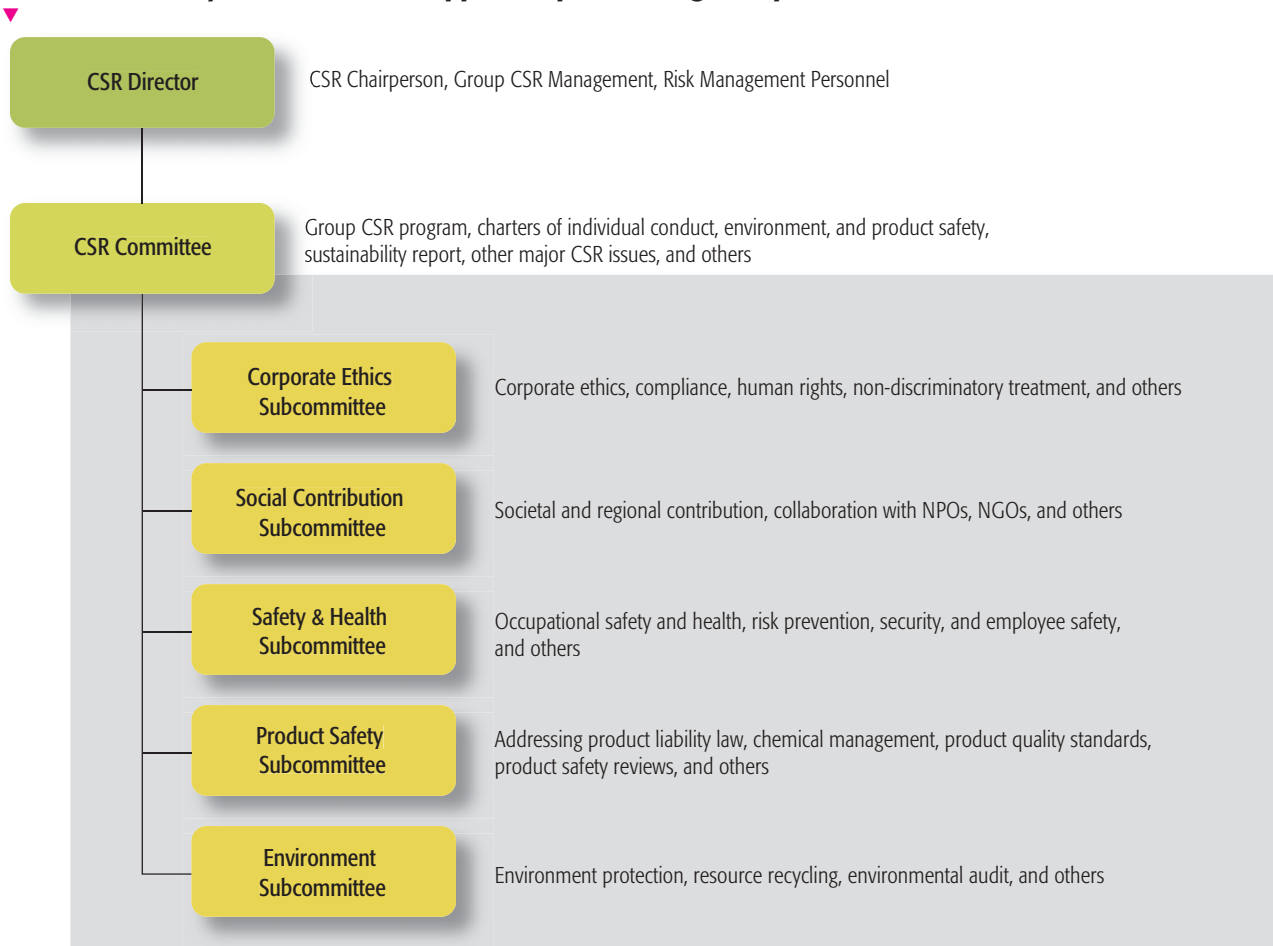 CSR Director
CSR Chairperson, Group CSR Management, Risk Management Personnel
CSR Committee
Group CSR program, charters of individual conduct, environment, and product safety,
sustainability report, other major CSR issues, and others
Corporate Ethics
Subcommittee
Corporate ethics, compliance, human rights, non-discriminatory treatment, and others
Social Contribution
Subcommittee
Societal and regional contribution, collaboration with NPOs, NGOs, and others
Safety & Health
Subcommittee
Occupational safety and health, risk prevention, security, and employee safety,
and others
Product Safety
Subcommittee
Addressing product liability law, chemical management, product quality standards,
product safety reviews, and others
Environment
Subcommittee
Environment protection, resource recycling, environmental audit, and others